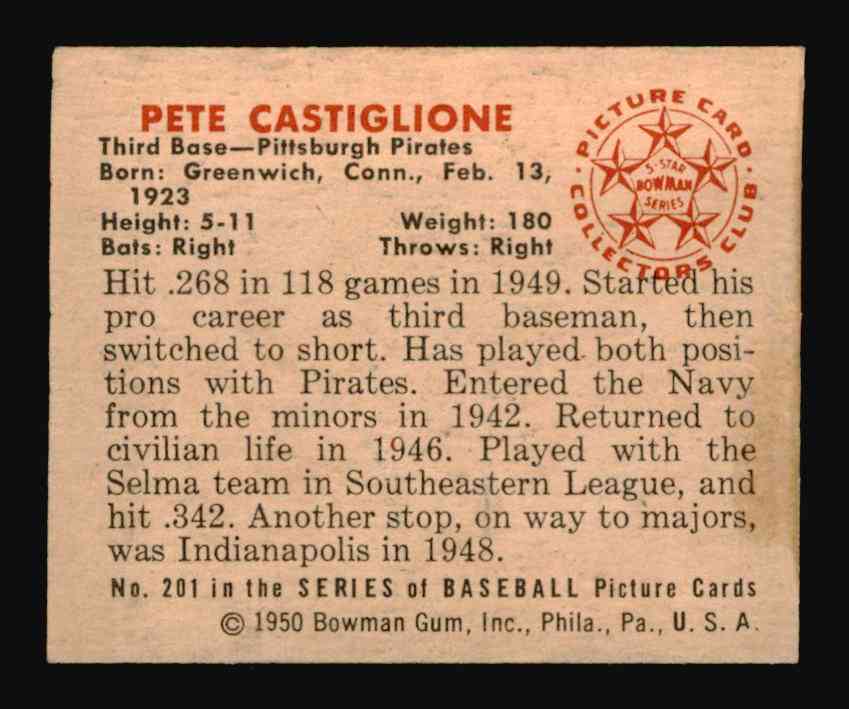 PETE CASTIGLIONE
Third Base—Pittsburgh Pirates
Born: Greenwich, Conn., Feb. 13,
1923
Height: 5-11 Weight: 180
Bats: Right Throws: Right
PICTURE CARD
COLLECTORS CLUB
5-STAR
BOWMAN
SERIES
Hit .268 in 118 games in 1949. Started his
pro career as third baseman, then
switched to short. Has played both posi-
tions with Pirates. Entered the Navy
from the minors in 1942. Returned to
civilian life in 1946. Played with the
Selma team in Southeastern League, and
hit .342. Another stop, on way to majors,
was Indianapolis in 1948.
No. 201 in the SERIES of BASEBALL Picture Cards
© 1950 Bowman Gum, Inc., Phila., Pa., U. S. A.